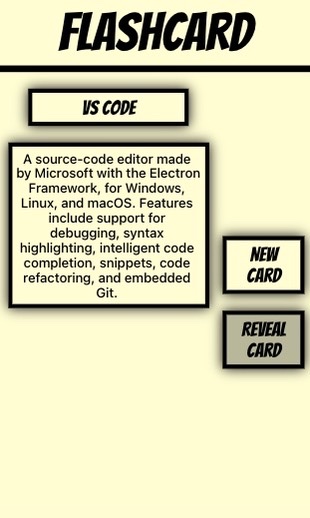 FLASHCARD
VS CODE
A source-code editor made
by Microsoft with the Electron
Framework, for Windows,
Linux, and macOS. Features
include support for
debugging, syntax
highlighting, intelligent code
completion, snippets, code
refactoring, and embedded
Git.
NEW
CARD
REVEAL
CARD